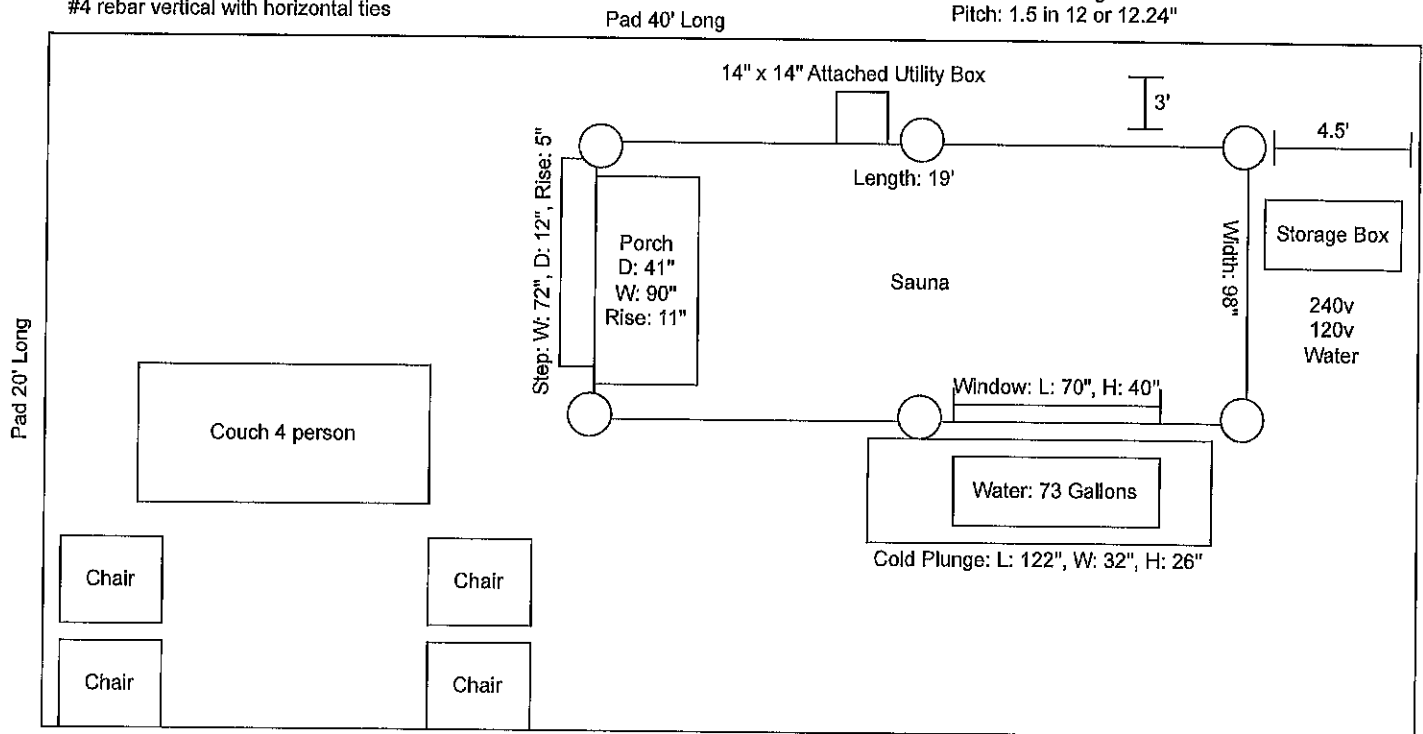 #4 rebar vertical with horizontal ties
Pad 40' Long
Pitch: 1.5 in 12 or 12.24"
14" x 14" Attached Utility Box
3'
4.5'
Length: 19'
Step: W: 72", D: 12", Rise: 5"
Porch
D: 41"
W: 90"
Rise: 11"
Sauna
Width: 98"
Storage Box
240v
120v
Water
Pad 20' Long
Couch 4 person
Window: L: 70", H: 40"
Water: 73 Gallons
Cold Plunge: L: 122", W: 32", H: 26"
Chair
Chair
Chair
Chair